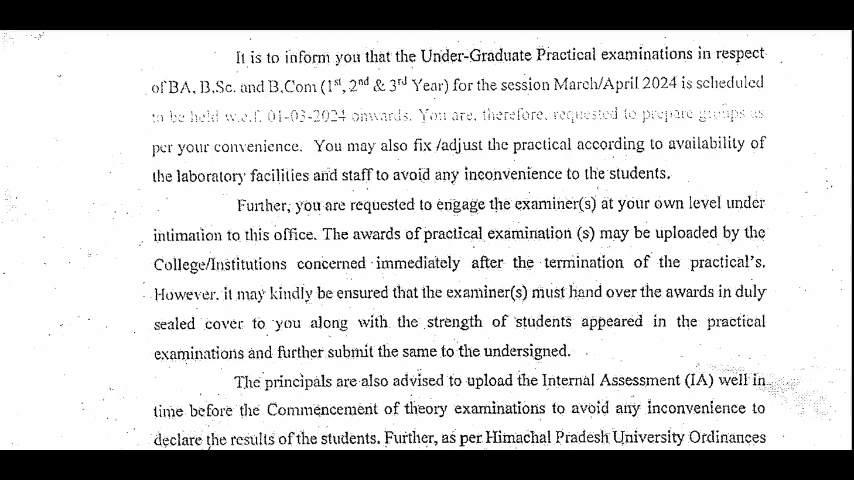 It is to inform you that the Under-Graduate Practical examinations in respect
of BA, B.Sc. and B.Com (1st, 2nd & 3rd Year) for the session March/April 2024 is scheduled
to be held w.e.f. 01-03-2024 onwards. You are, therefore, requested to prepare groups as
per your convenience. You may also fix /adjust the practical according to availability of
the laboratory facilities and staff to avoid any inconvenience to the students.
Further, you are requested to engage the examiner(s) at your own level under
intimation to this office. The awards of practical examination (s) may be uploaded by the
College/Institutions concerned immediately after the termination of the practical's.
However, it may kindly be ensured that the examiner(s) must hand over the awards in duly
sealed cover to you along with the strength of students appeared in the practical
examinations and further submit the same to the undersigned.
The principals are also advised to upload the Internal Assessment (IA) well in
time before the Commencement of theory examinations to avoid any inconvenience to
declare the results of the students. Further, as per Himachal Pradesh University Ordinances